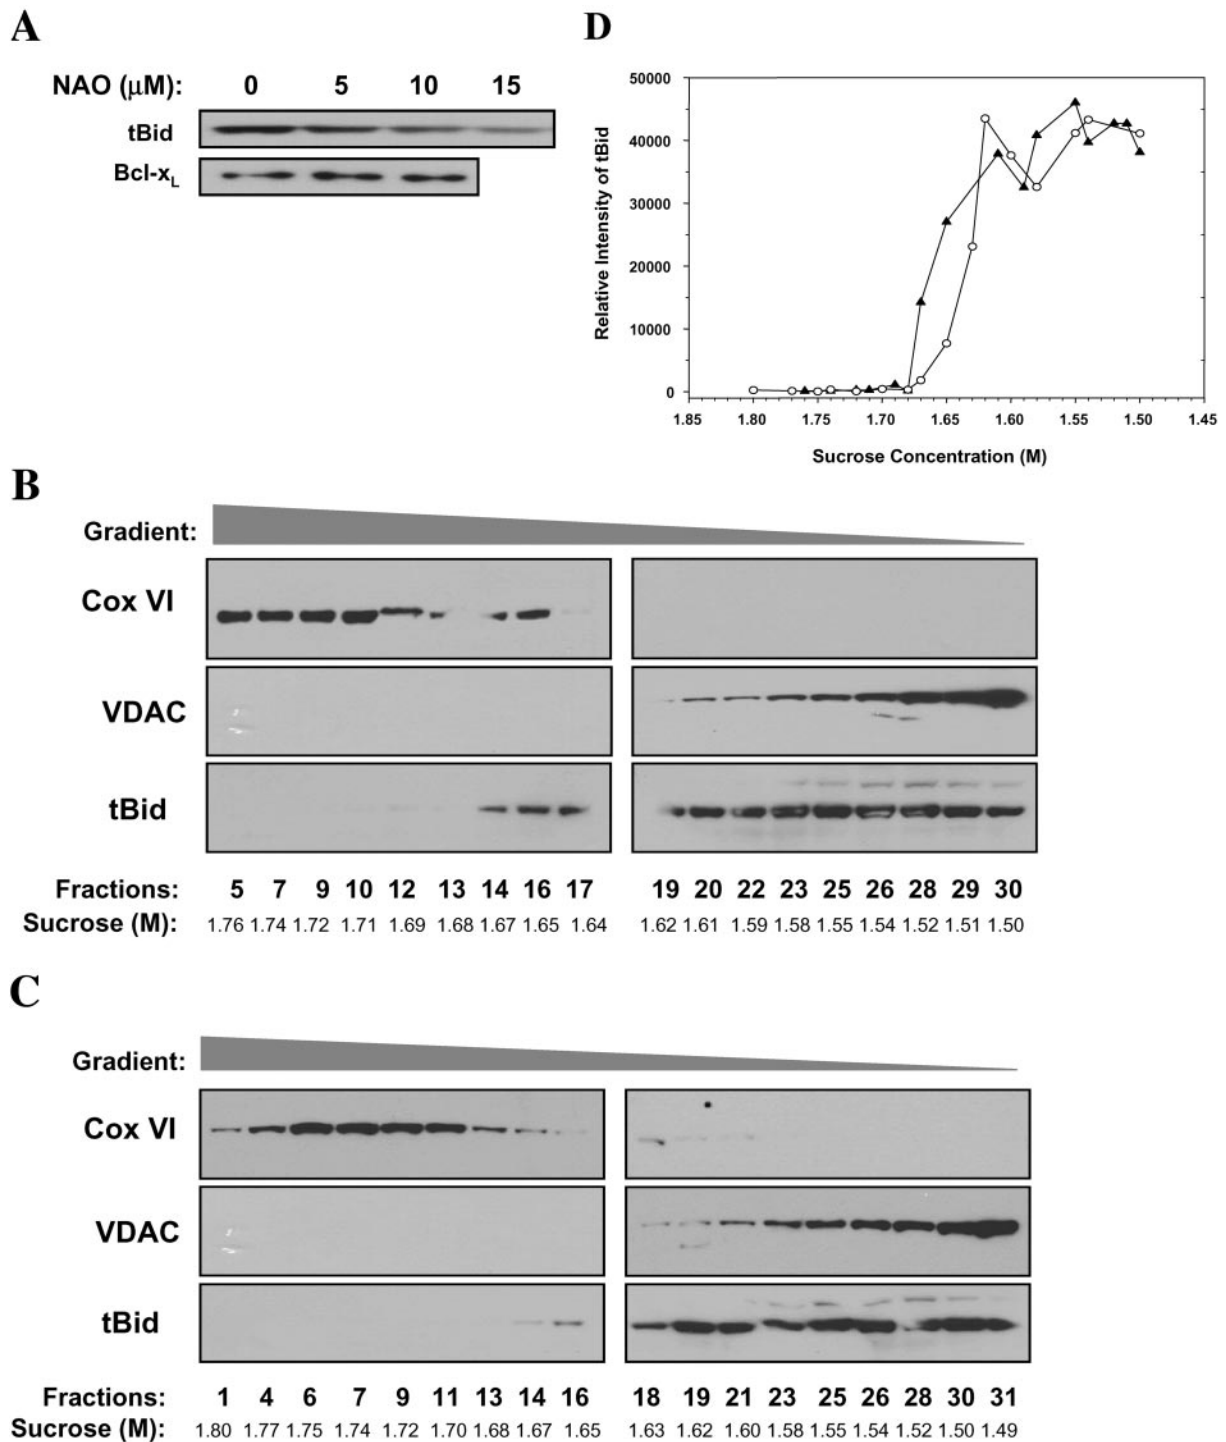 A
NAO (μM): 0 5 10 15
tBid
Bcl-xL
D
50000
40000
30000
20000
10000
0
Relative Intensity of tBid
1.85 1.80 1.75 1.70 1.65 1.60 1.55 1.50 1.45
Sucrose Concentration (M)
B
Gradient:
Cox VI
VDAC
tBid
Fractions: 5 7 9 10 12 13 14 16 17 19 20 22 23 25 26 28 29 30
Sucrose (M): 1.76 1.74 1.72 1.71 1.69 1.68 1.67 1.65 1.64 1.62 1.61 1.59 1.58 1.55 1.54 1.52 1.51 1.50
C
Gradient:
Cox VI
VDAC
tBid
Fractions: 1 4 6 7 9 11 13 14 16 18 19 21 23 25 26 28 30 31
Sucrose (M): 1.80 1.77 1.75 1.74 1.72 1.70 1.68 1.67 1.65 1.63 1.62 1.60 1.58 1.55 1.54 1.52 1.50 1.49